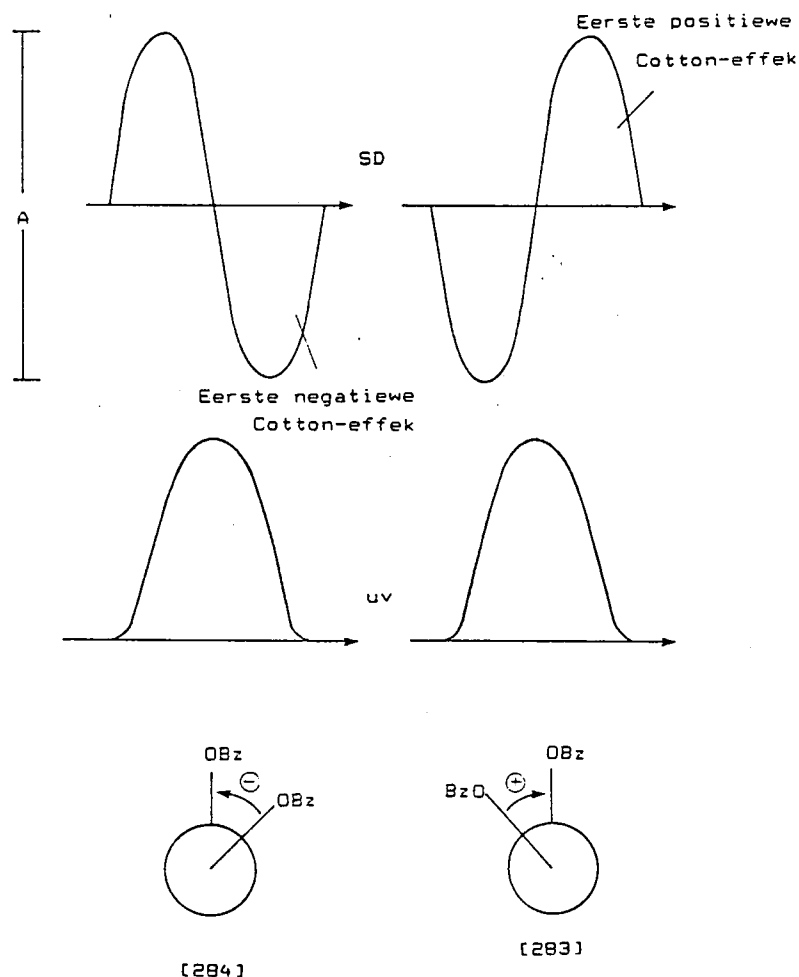 Eerste positiewe
Cotton-effek
SD
A
Eerste negatiewe
Cotton-effek
uv
OBz
⊖
OBz
OBz
BzO
⊕
[284]
[283]